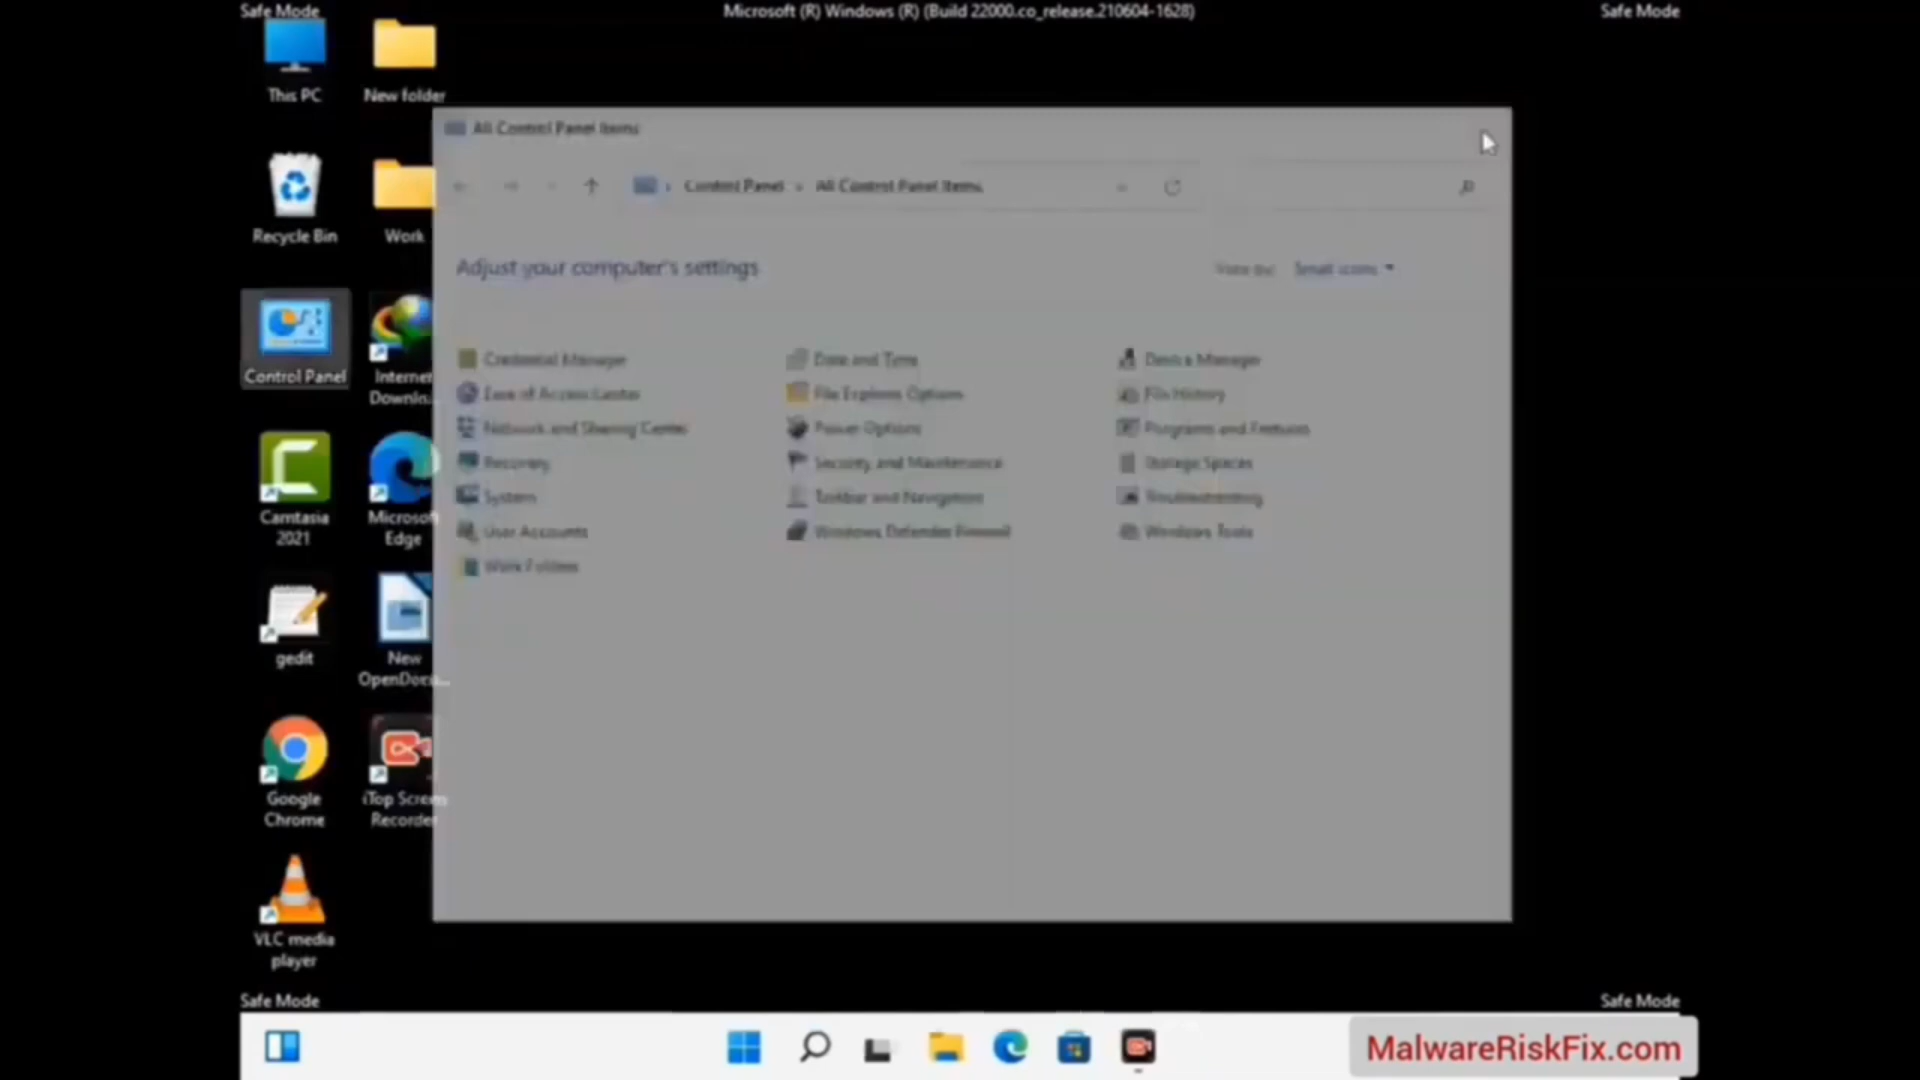 Safe Mode
Microsoft (R) Windows (R) (Build 22000.co_release.210604-1628)
Safe Mode
This PC
New folder
All Control Panel Items
Control Panel
All Control Panel Items
Recycle Bin
Work
Adjust your computer's settings
View by:
Small icons
Control Panel
Internet
Downlo...
Credential Manager
Date and Time
Device Manager
Ease of Access Center
File Explorer Options
File History
Network and Sharing Center
Power Options
Programs and Features
Recovery
Security and Maintenance
Storage Spaces
System
Taskbar and Navigation
Troubleshooting
User Accounts
Windows Defender Firewall
Windows Tools
Work Folders
Camtasia
2021
Microsoft
Edge
gedit
New
OpenDocu...
Google
Chrome
iTop Screen
Recorder
VLC media
player
Safe Mode
Safe Mode
MalwareRiskFix.com